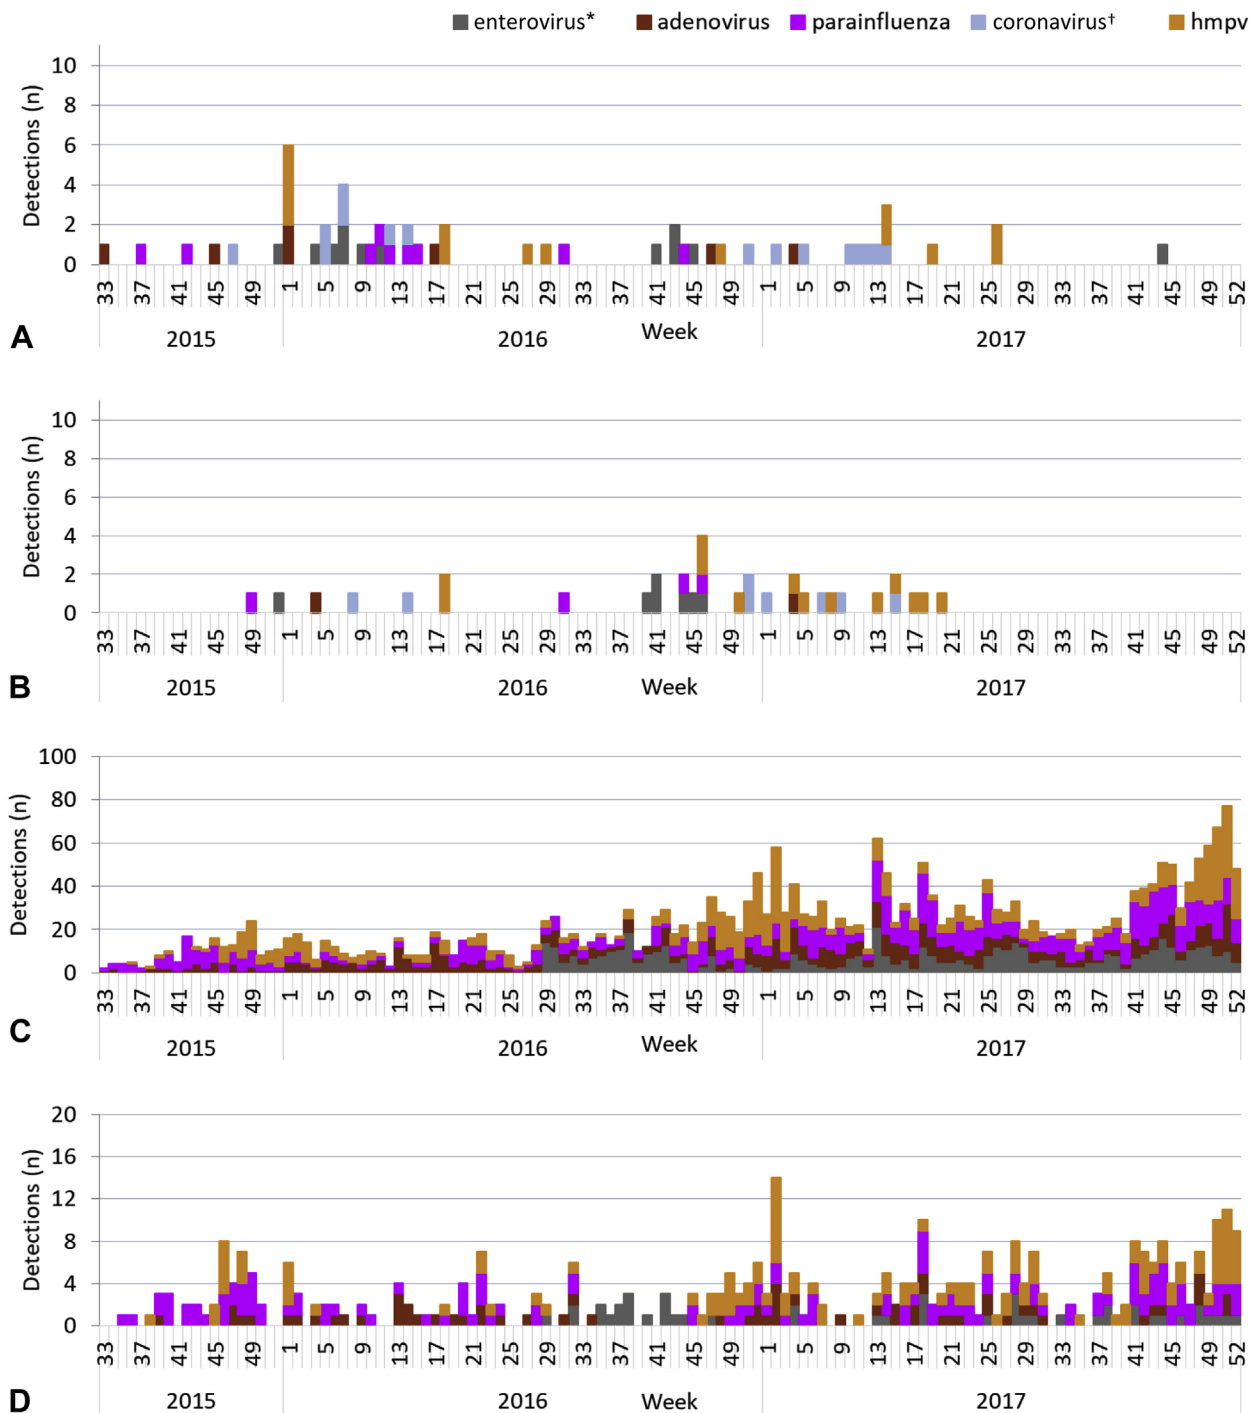 enterovirus* adenovirus parainfluenza coronavirus† hmpv
Detections (n)
10
8
6
4
2
0
33 37 41 45 49 1 5 9 13 17 21 25 29 33 37 41 45 49 1 5 9 13 17 21 25 29 33 37 41 45 49 52
2015 2016 Week 2017
A
Detections (n)
10
8
6
4
2
0
33 37 41 45 49 1 5 9 13 17 21 25 29 33 37 41 45 49 1 5 9 13 17 21 25 29 33 37 41 45 49 52
2015 2016 Week 2017
B
Detections (n)
100
80
60
40
20
0
33 37 41 45 49 1 5 9 13 17 21 25 29 33 37 41 45 49 1 5 9 13 17 21 25 29 33 37 41 45 49 52
2015 2016 Week 2017
C
Detections (n)
20
16
12
8
4
0
33 37 41 45 49 1 5 9 13 17 21 25 29 33 37 41 45 49 1 5 9 13 17 21 25 29 33 37 41 45 49 52
2015 2016 Week 2017
D